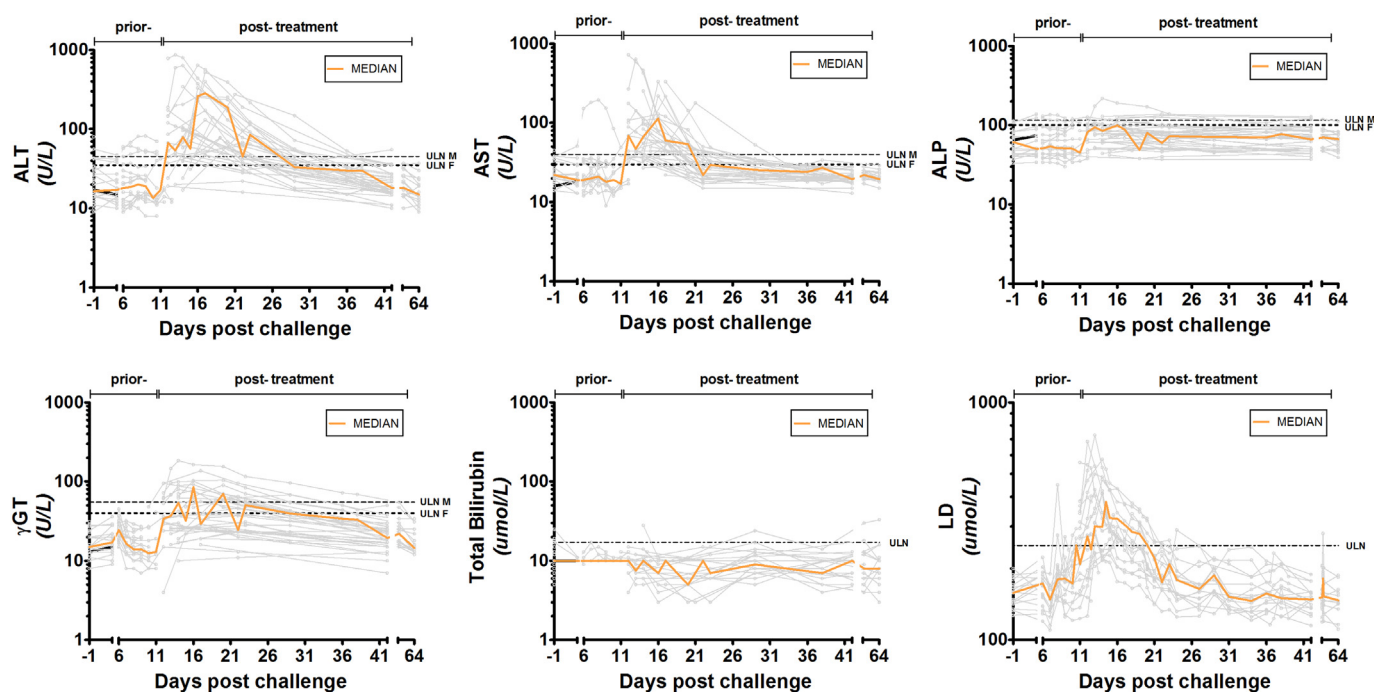 prior-
post- treatment
1000
100
10
1
ALT
(U/L)
MEDIAN
ULN M
ULN F
-1 6 11 16 21 26 31 36 41 64
Days post challenge
prior-
post- treatment
1000
100
10
1
AST
(U/L)
MEDIAN
ULN M
ULN F
-1 6 11 16 21 26 31 36 41 64
Days post challenge
prior-
post- treatment
1000
100
10
1
ALP
(U/L)
MEDIAN
ULN M
ULN F
-1 6 11 16 21 26 31 36 41 64
Days post challenge
prior-
post- treatment
1000
100
10
1
γGT
(U/L)
MEDIAN
ULN M
ULN F
-1 6 11 16 21 26 31 36 41 64
Days post challenge
prior-
post- treatment
1000
100
10
1
Total Bilirubin
(umol/L)
MEDIAN
ULN
-1 6 11 16 21 26 31 36 41 64
Days post challenge
prior-
post- treatment
1000
100
LD
(umol/L)
MEDIAN
ULN
-1 6 11 16 21 26 31 36 41 64
Days post challenge